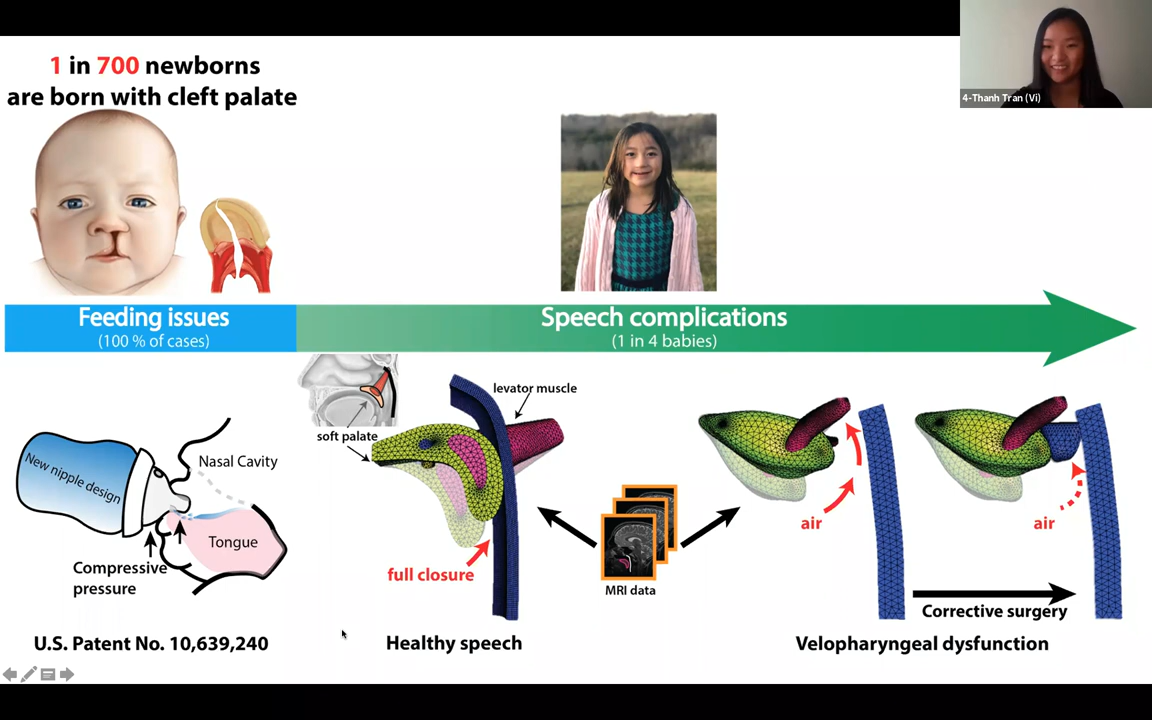 1 in 700 newborns
are born with cleft palate
4-Thanh Tran (Vi)
Feeding issues
(100 % of cases)
Speech complications
(1 in 4 babies)
New nipple design
Nasal Cavity
Tongue
Compressive
pressure
U.S. Patent No. 10,639,240
soft palate
levator muscle
full closure
Healthy speech
MRI data
air
air
Corrective surgery
Velopharyngeal dysfunction